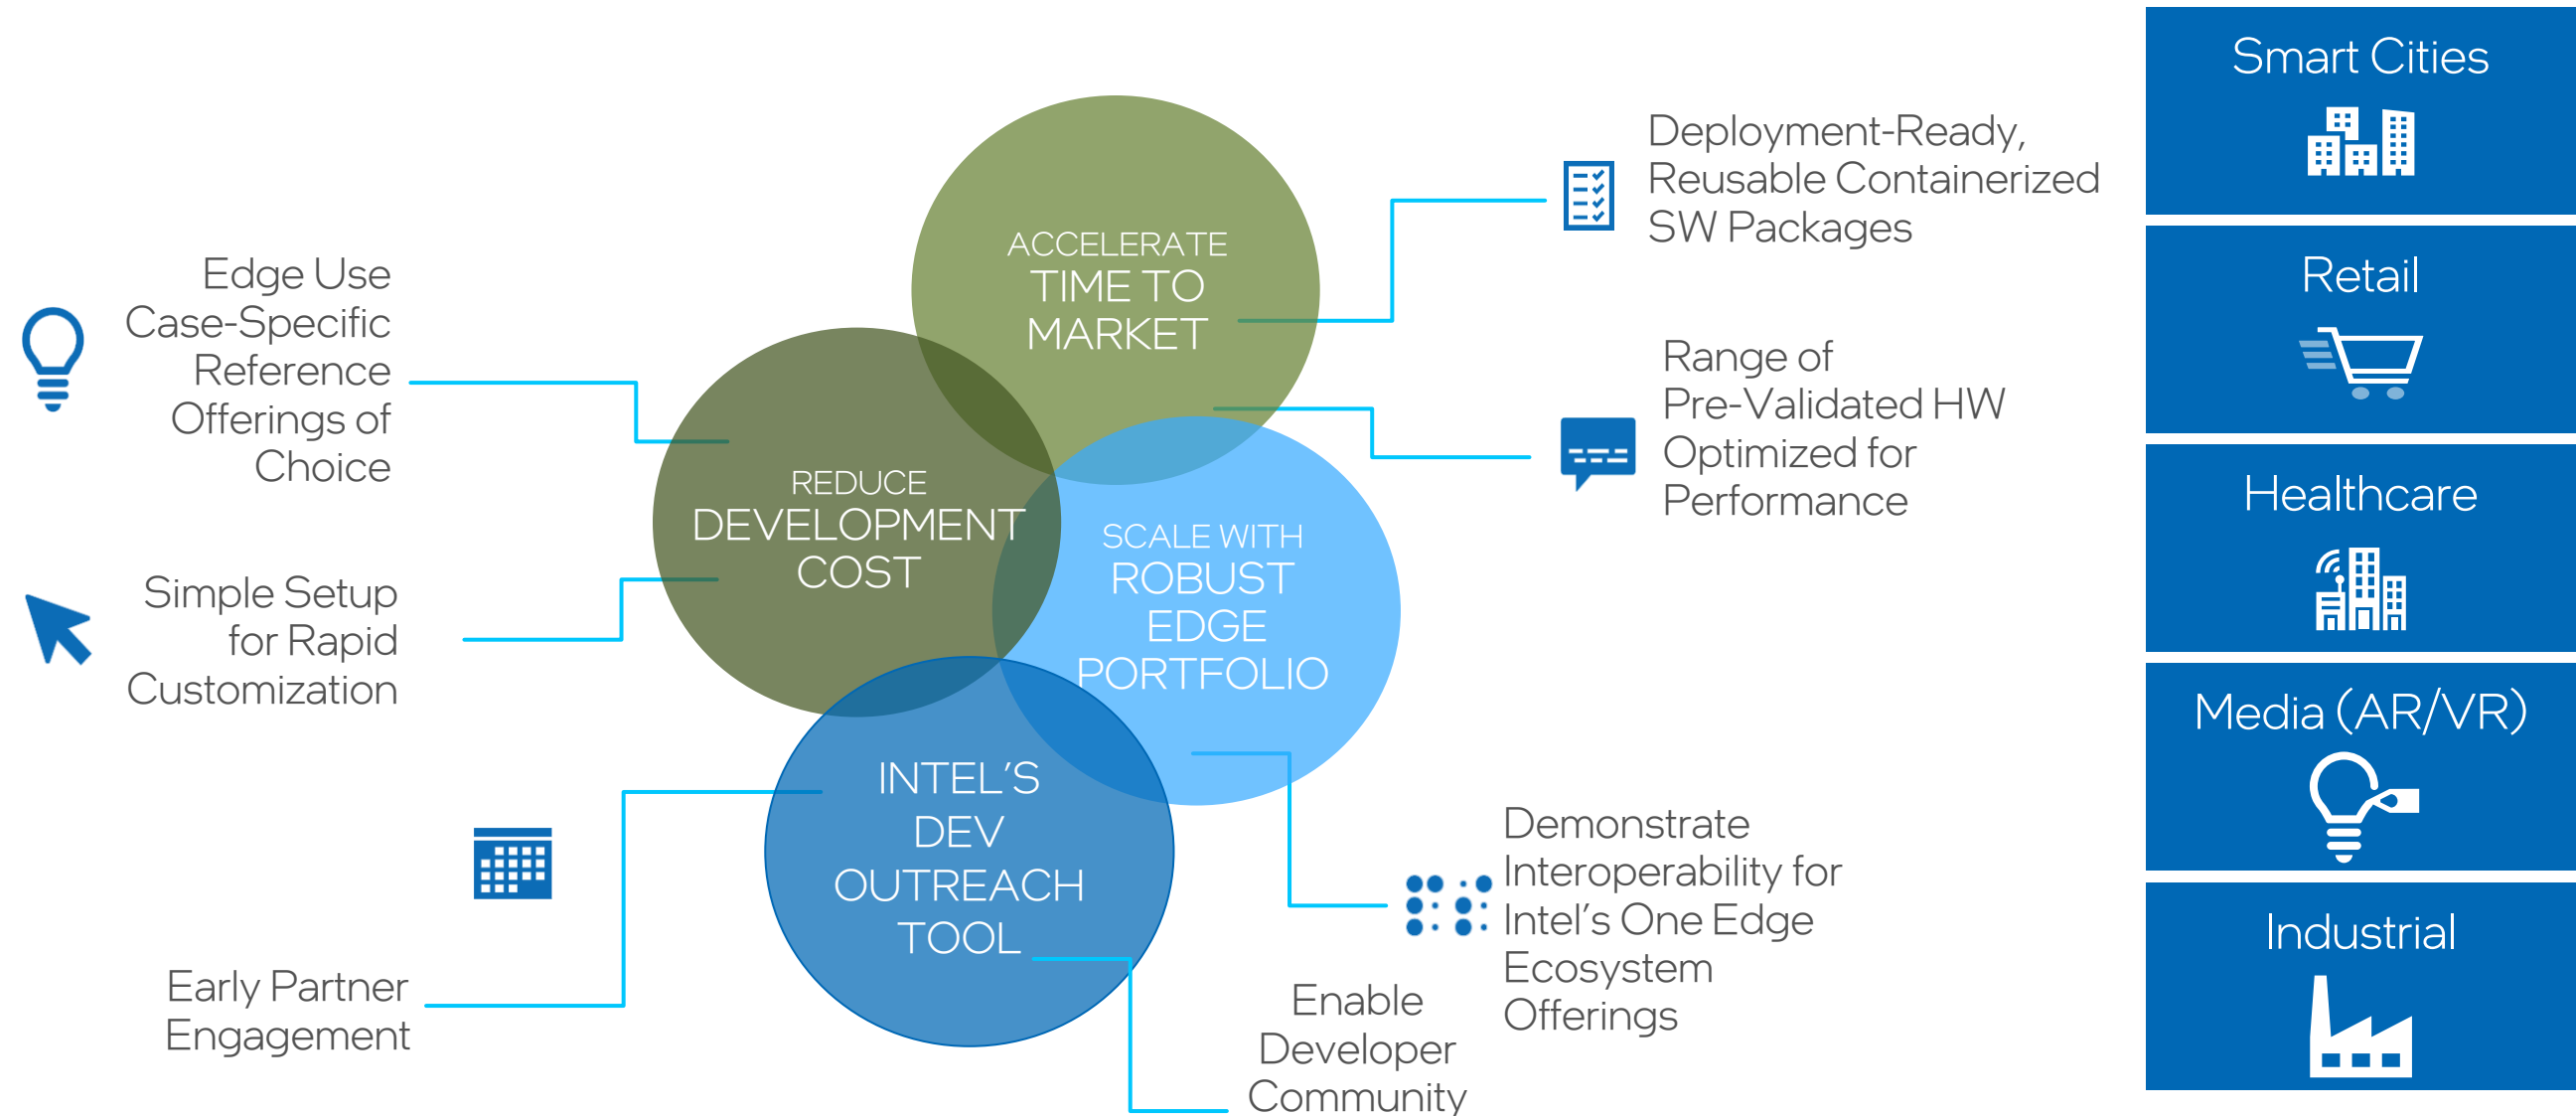 Edge Use
Case-Specific
Reference
Offerings of
Choice
Simple Setup
for Rapid
Customization
Early Partner
Engagement
ACCELERATE
TIME TO
MARKET
REDUCE
DEVELOPMENT
COST
SCALE WITH
ROBUST
EDGE
PORTFOLIO
INTEL'S
DEV
OUTREACH
TOOL
Deployment-Ready,
Reusable Containerized
SW Packages
Range of
Pre-Validated HW
Optimized for
Performance
Demonstrate
Interoperability for
Intel's One Edge
Ecosystem
Offerings
Enable
Developer
Community
Smart Cities
Retail
Healthcare
Media (AR/VR)
Industrial